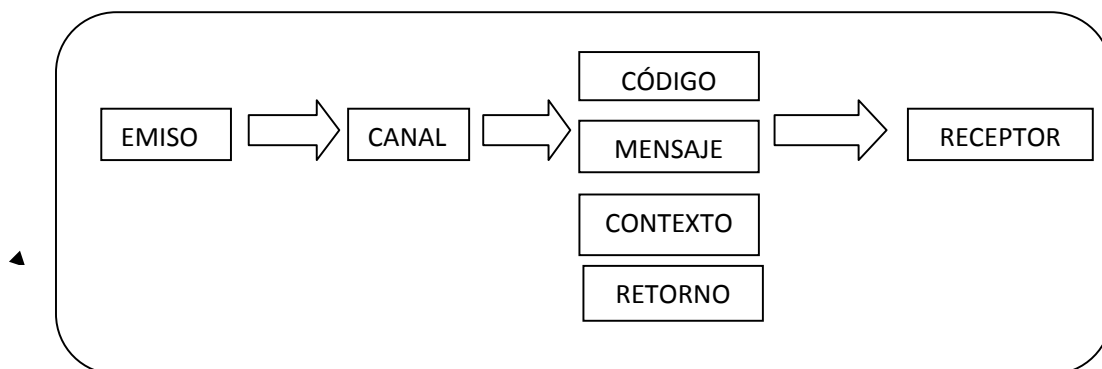 EMISO
CANAL
CÓDIGO
MENSAJE
CONTEXTO
RETORNO
RECEPTOR